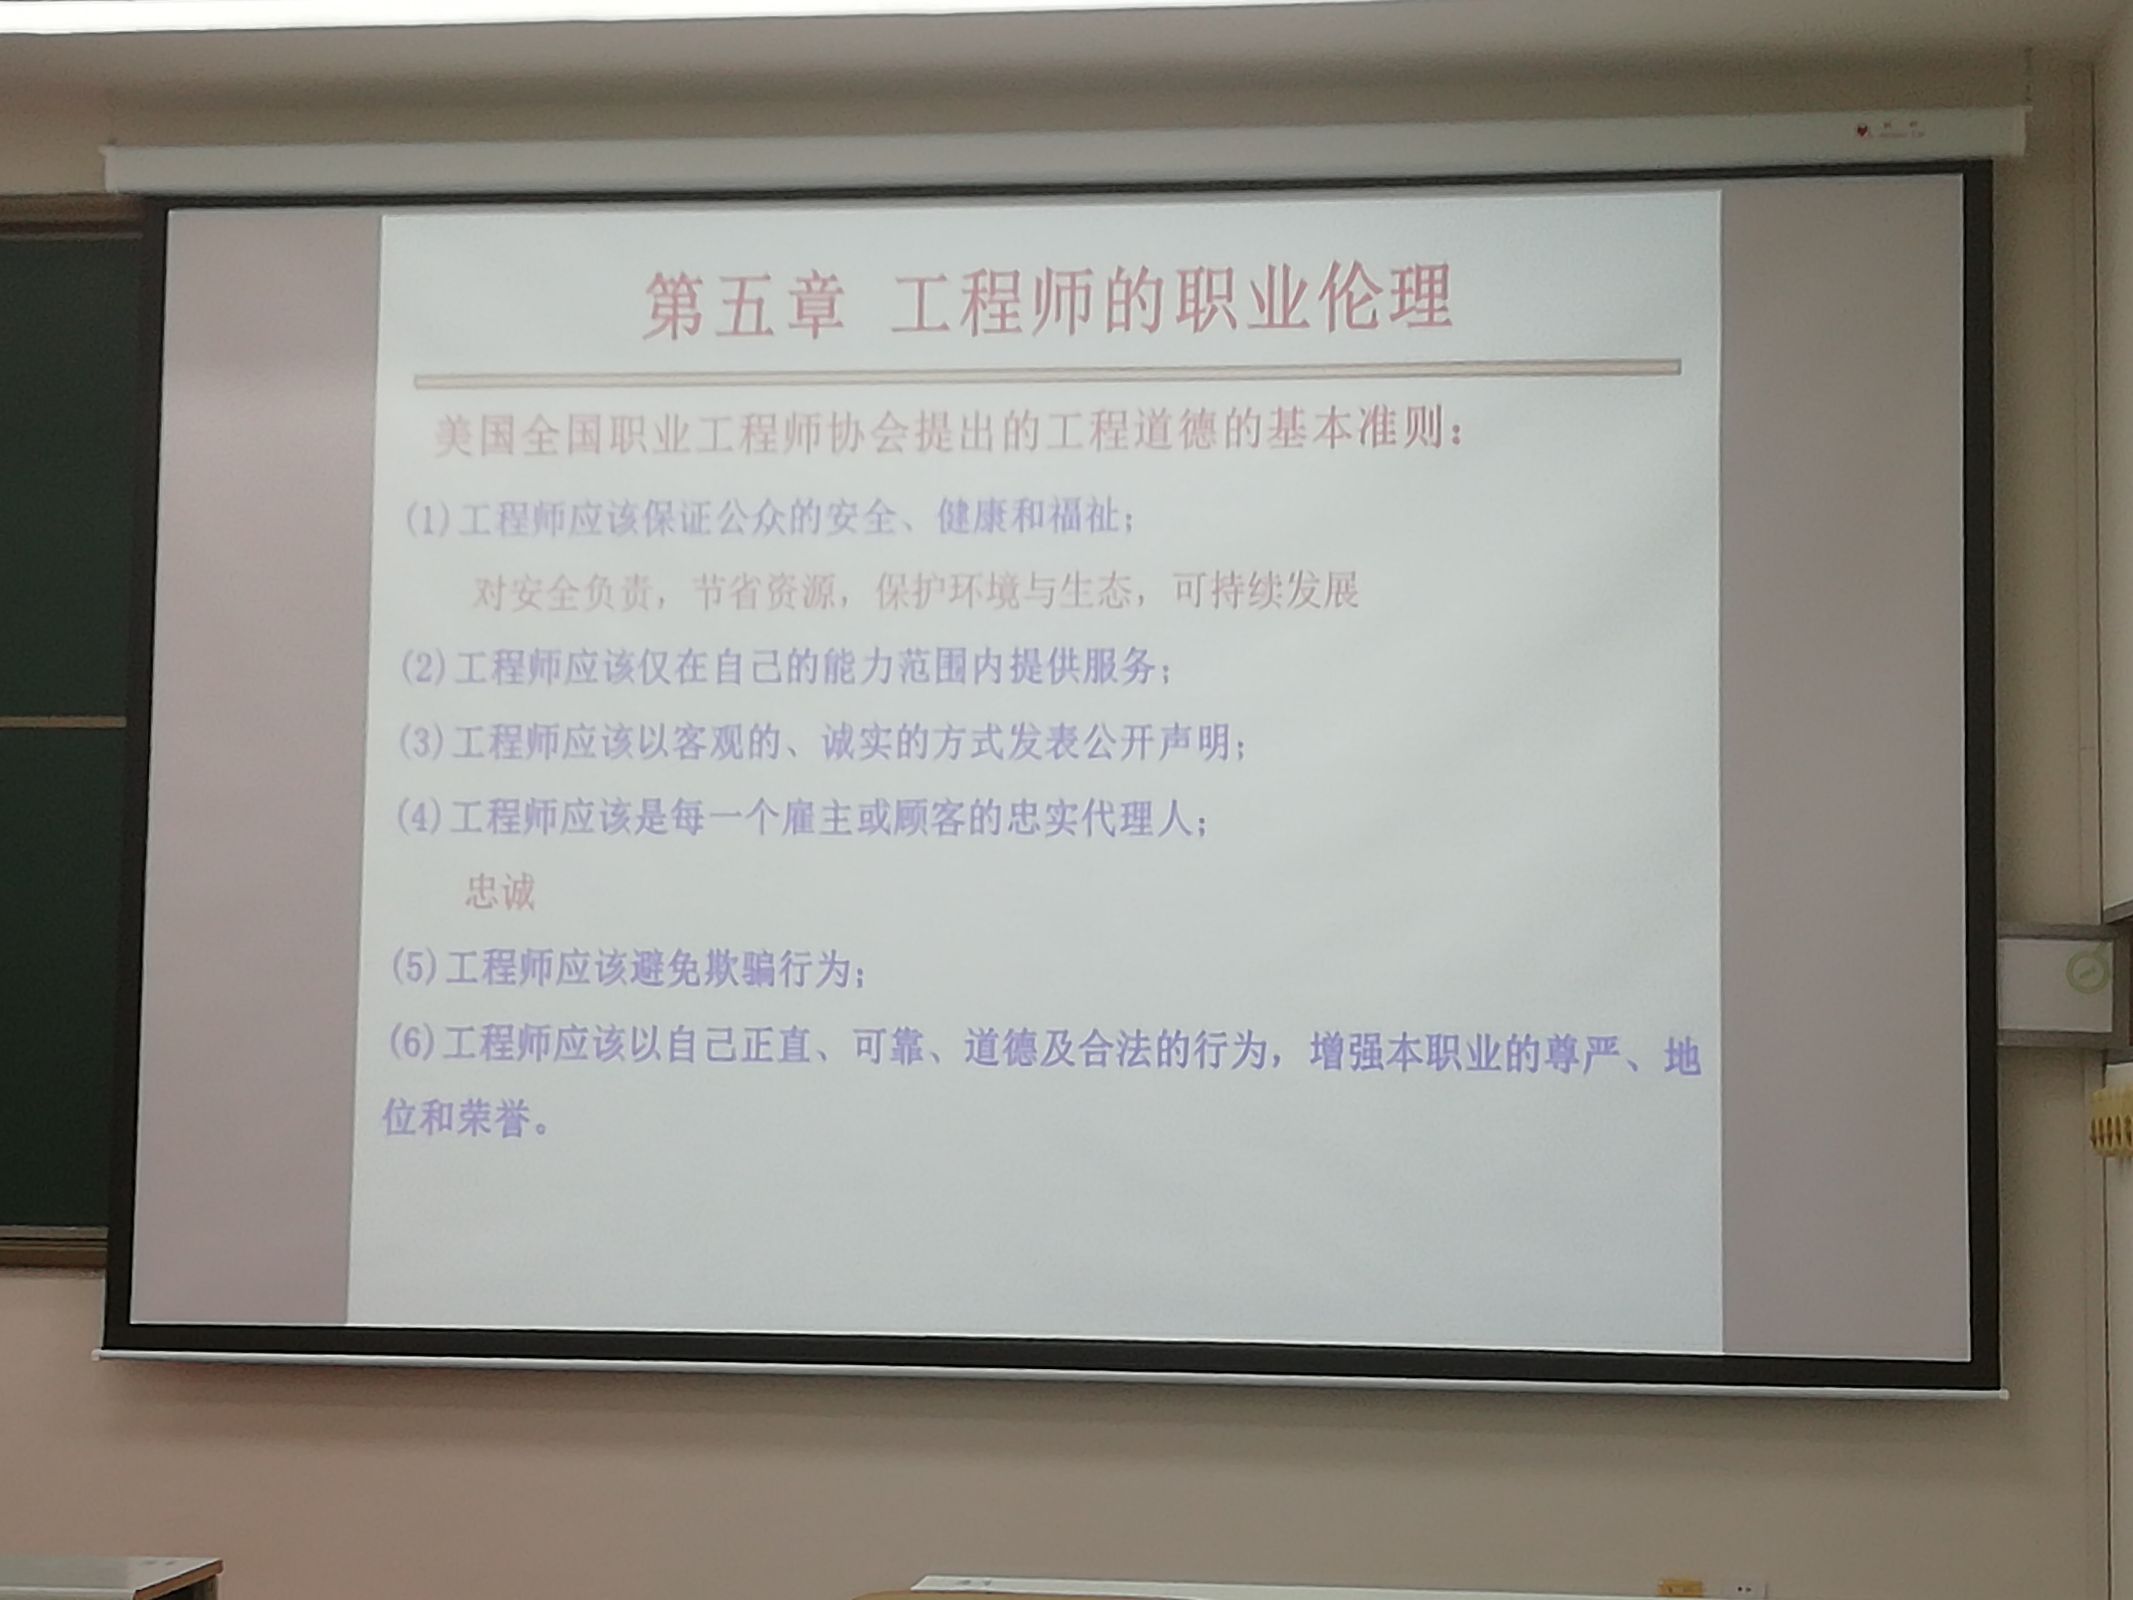 第五章 工程师的职业伦理
美国全国职业工程师协会提出的工程道德的基本准则：
(1)工程师应该保证公众的安全、健康和福祉；
对安全负责，节省资源，保护环境与生态，可持续发展
(2)工程师应该仅在自己的能力范围内提供服务；
(3)工程师应该以客观的、诚实的方式发表公开声明；
(4)工程师应该是每一个雇主或顾客的忠实代理人；
忠诚
(5)工程师应该避免欺骗行为；
(6)工程师应该以自己正直、可靠、道德及合法的行为，增强本职业的尊严、地
位和荣誉。